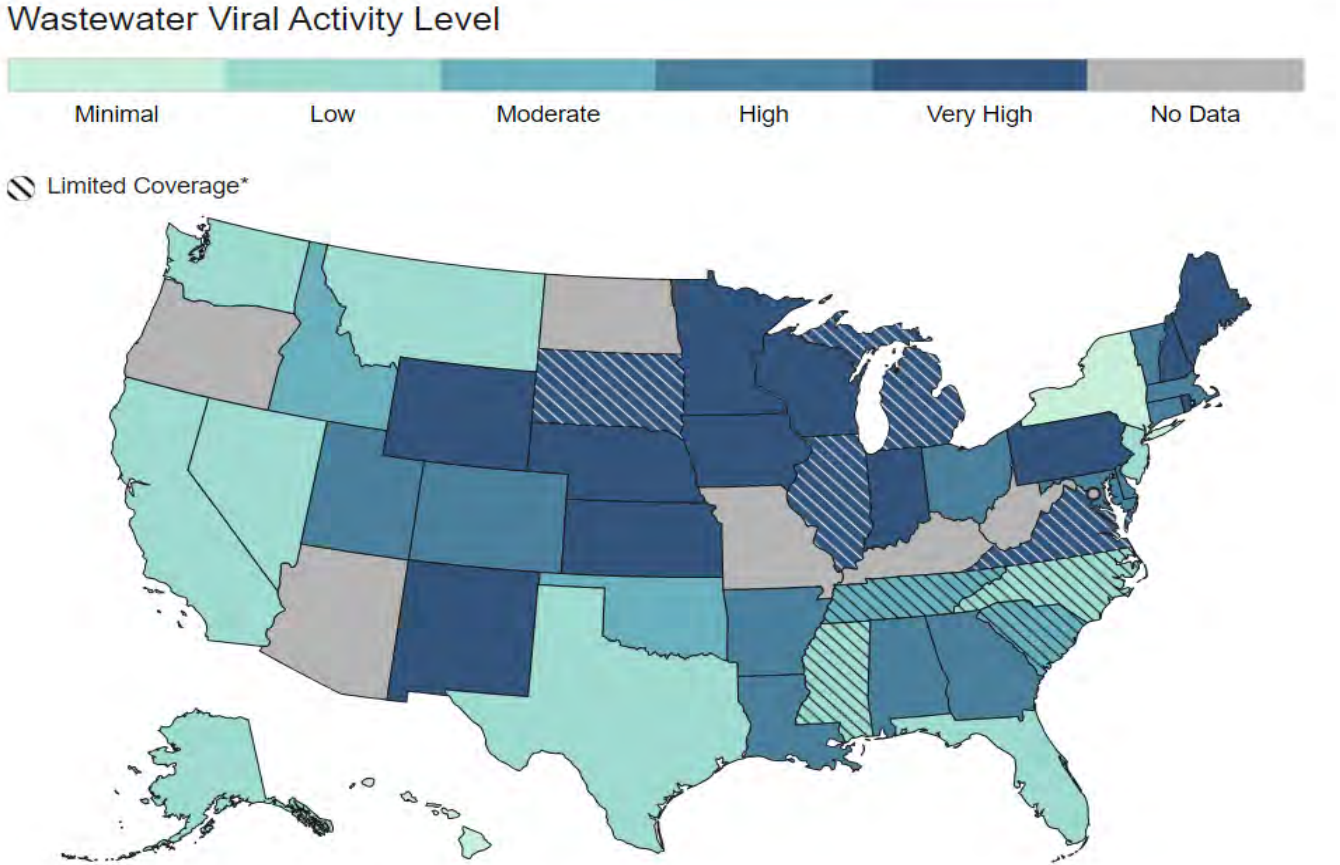 Wastewater Viral Activity Level
Minimal Low Moderate High Very High No Data
Limited Coverage*